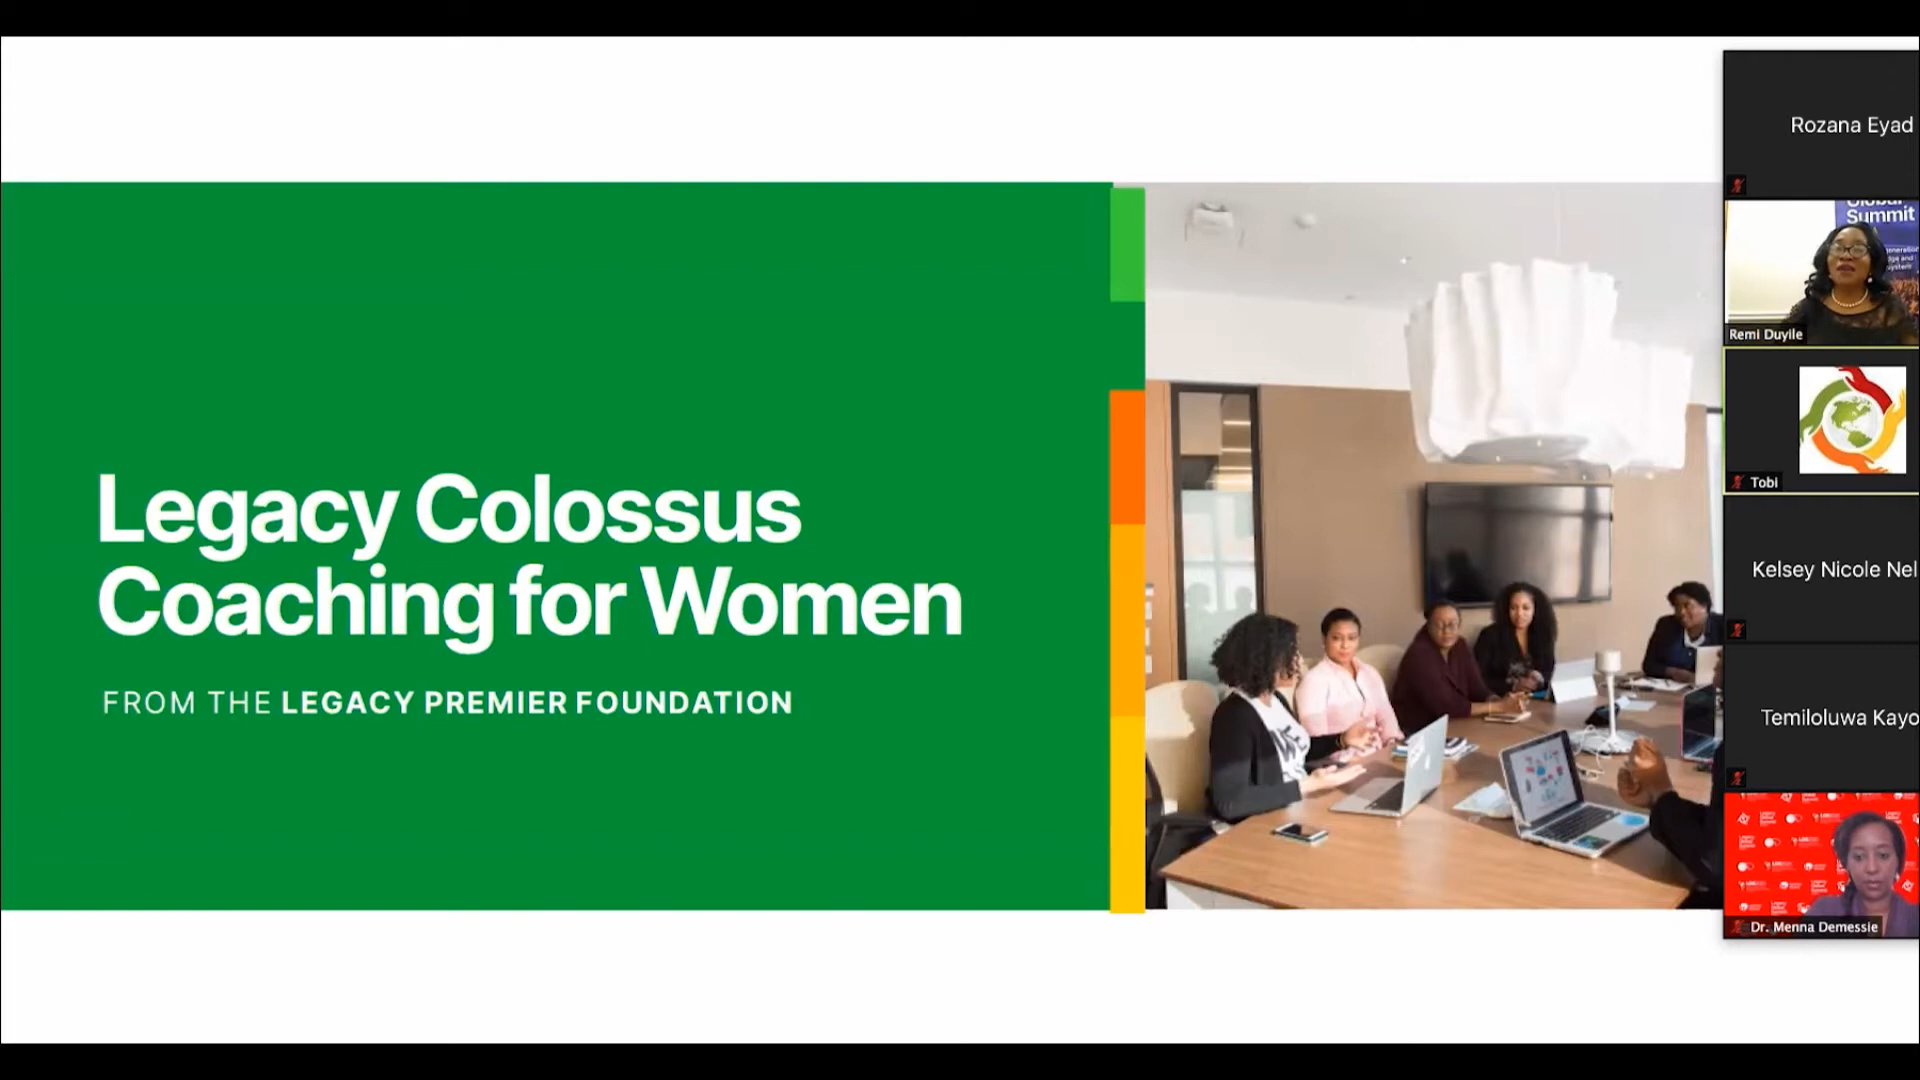 Legacy Colossus
Coaching for Women
FROM THE LEGACY PREMIER FOUNDATION
Rozana Eyad
Summit
Remi Duyile
Tobi
Kelsey Nicole Nel
Temiloluwa Kayo
Dr. Menna Demessie